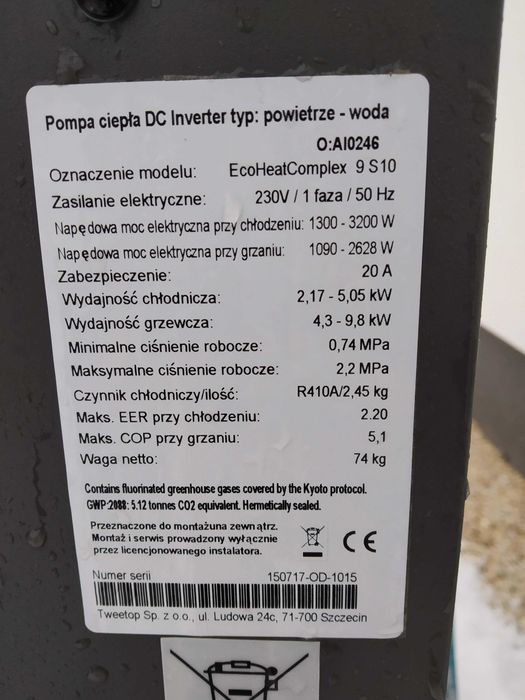 Pompa ciepła DC Inverter typ: powietrze - woda
O:AI0246
Oznaczenie modelu: EcoHeatComplex 9 S10
Zasilanie elektryczne: 230V / 1 faza / 50 Hz
Napędowa moc elektryczna przy chłodzeniu: 1300 - 3200 W
Napędowa moc elektryczna przy grzaniu: 1090 - 2628 W
Zabezpieczenie: 20 A
Wydajność chłodnicza: 2,17 - 5,05 kW
Wydajność grzewcza: 4,3 - 9,8 kW
Minimalne ciśnienie robocze: 0,74 MPa
Maksymalne ciśnienie robocze: 2,2 MPa
Czynnik chłodniczy/ilość: R410A/2,45 kg
Maks. EER przy chłodzeniu: 2.20
Maks. COP przy grzaniu: 5,1
Waga netto: 74 kg
Contains fluorinated greenhouse gases covered by the Kyoto protocol.
GWP:2088: 5.12 tonnes CO2 equivalent. Hermetically sealed.
Przeznaczone do montażuna zewnątrz.
Montaż i serwis prowadzony wyłącznie
przez licencjonowanego instalatora.
CE
Numer serii 150717-OD-1015
Tweetop Sp. z o.o., ul. Ludowa 24c, 71-700 Szczecin